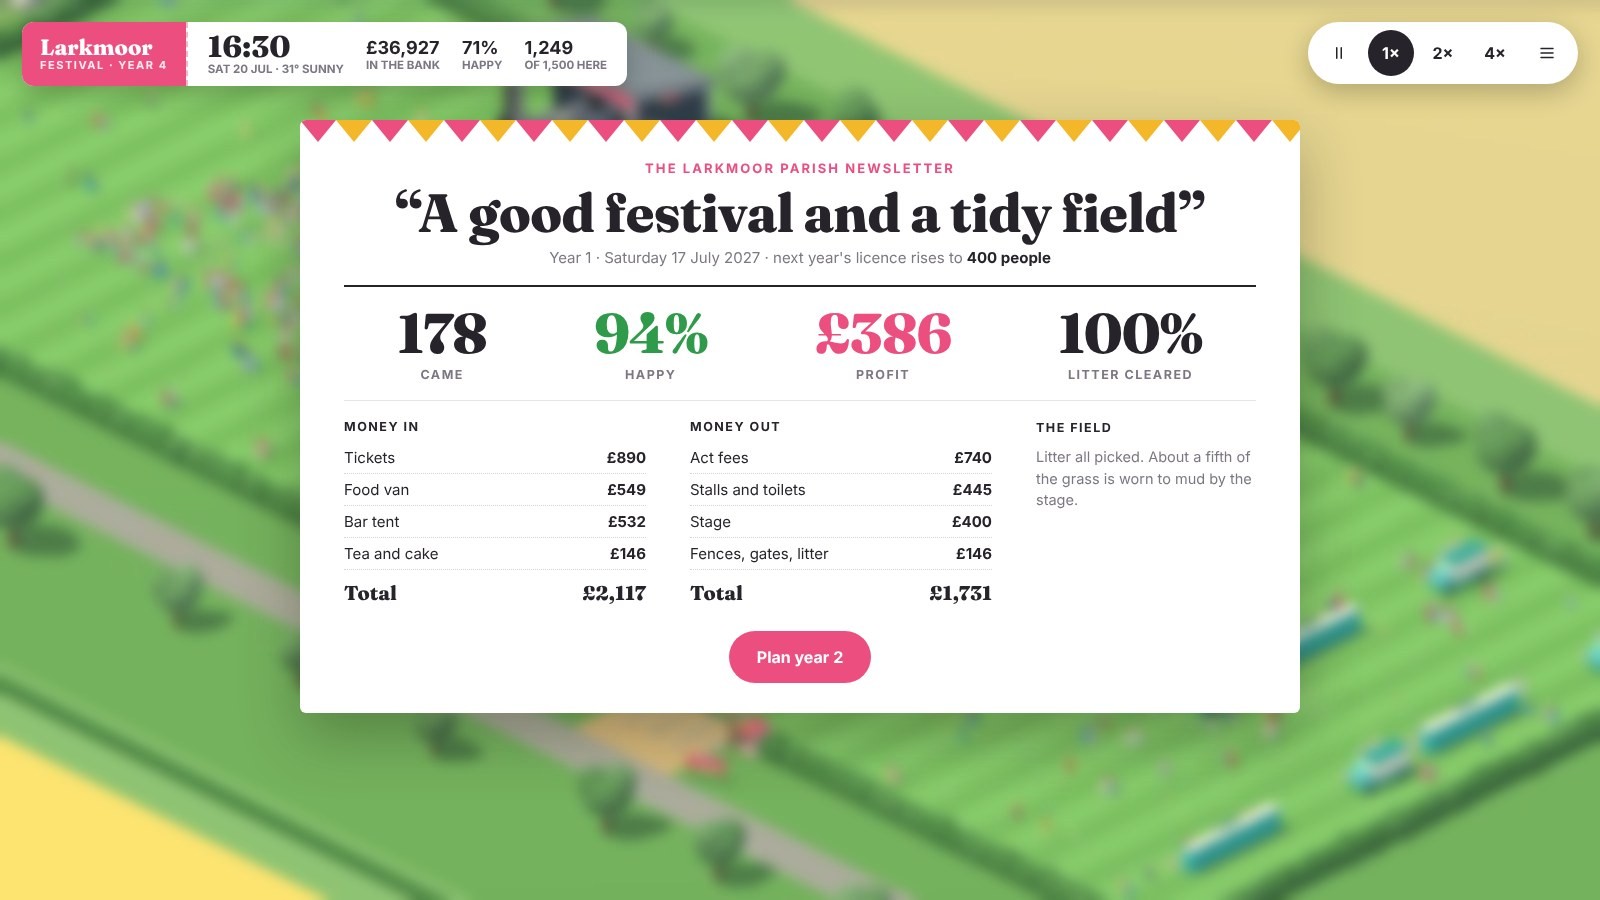 Larkmoor
FESTIVAL · YEAR 4
16:30
SAT 20 JUL · 31° SUNNY
£36,927
IN THE BANK
71%
HAPPY
1,249
OF 1,500 HERE
1×
2×
4×
THE LARKMOOR PARISH NEWSLETTER
“A good festival and a tidy field”
Year 1 · Saturday 17 July 2027 · next year's licence rises to 400 people
178
CAME
94%
HAPPY
£386
PROFIT
100%
LITTER CLEARED
MONEY IN
Tickets £890
Food van £549
Bar tent £532
Tea and cake £146
Total £2,117
MONEY OUT
Act fees £740
Stalls and toilets £445
Stage £400
Fences, gates, litter £146
Total £1,731
THE FIELD
Litter all picked. About a fifth of
the grass is worn to mud by the
stage.
Plan year 2